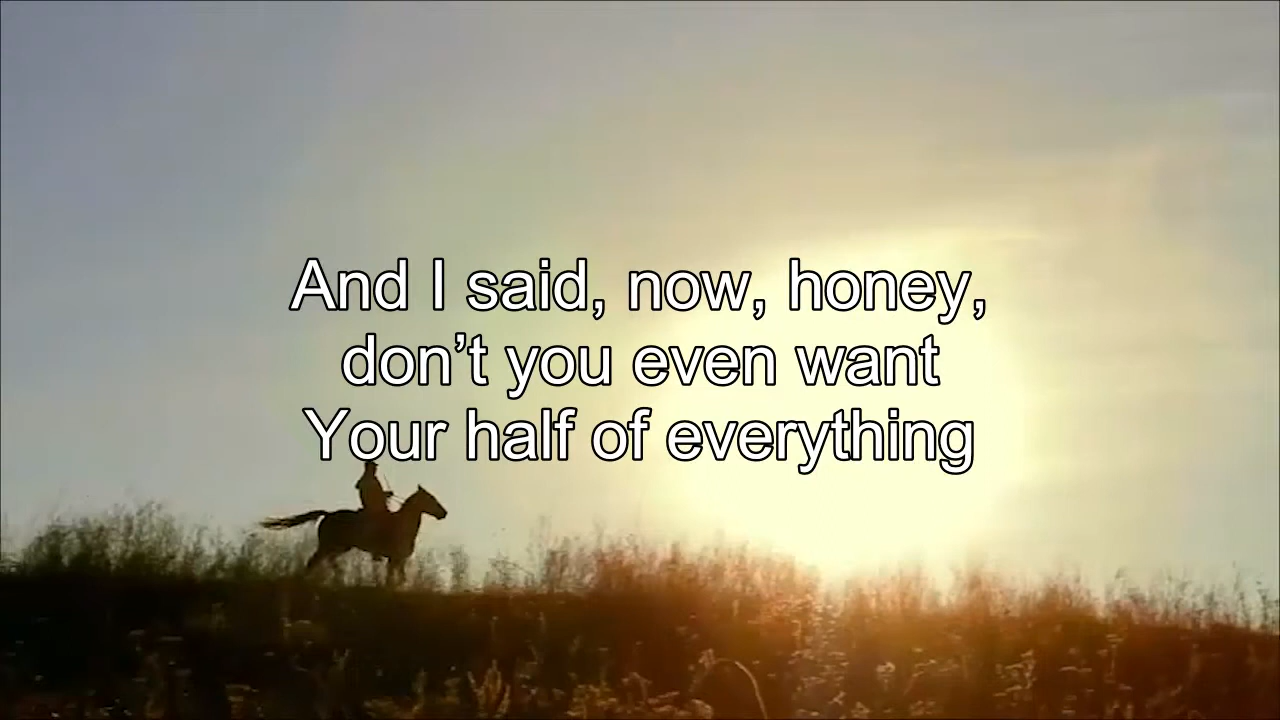 And I said, now, honey,
don’t you even want
Your half of everything